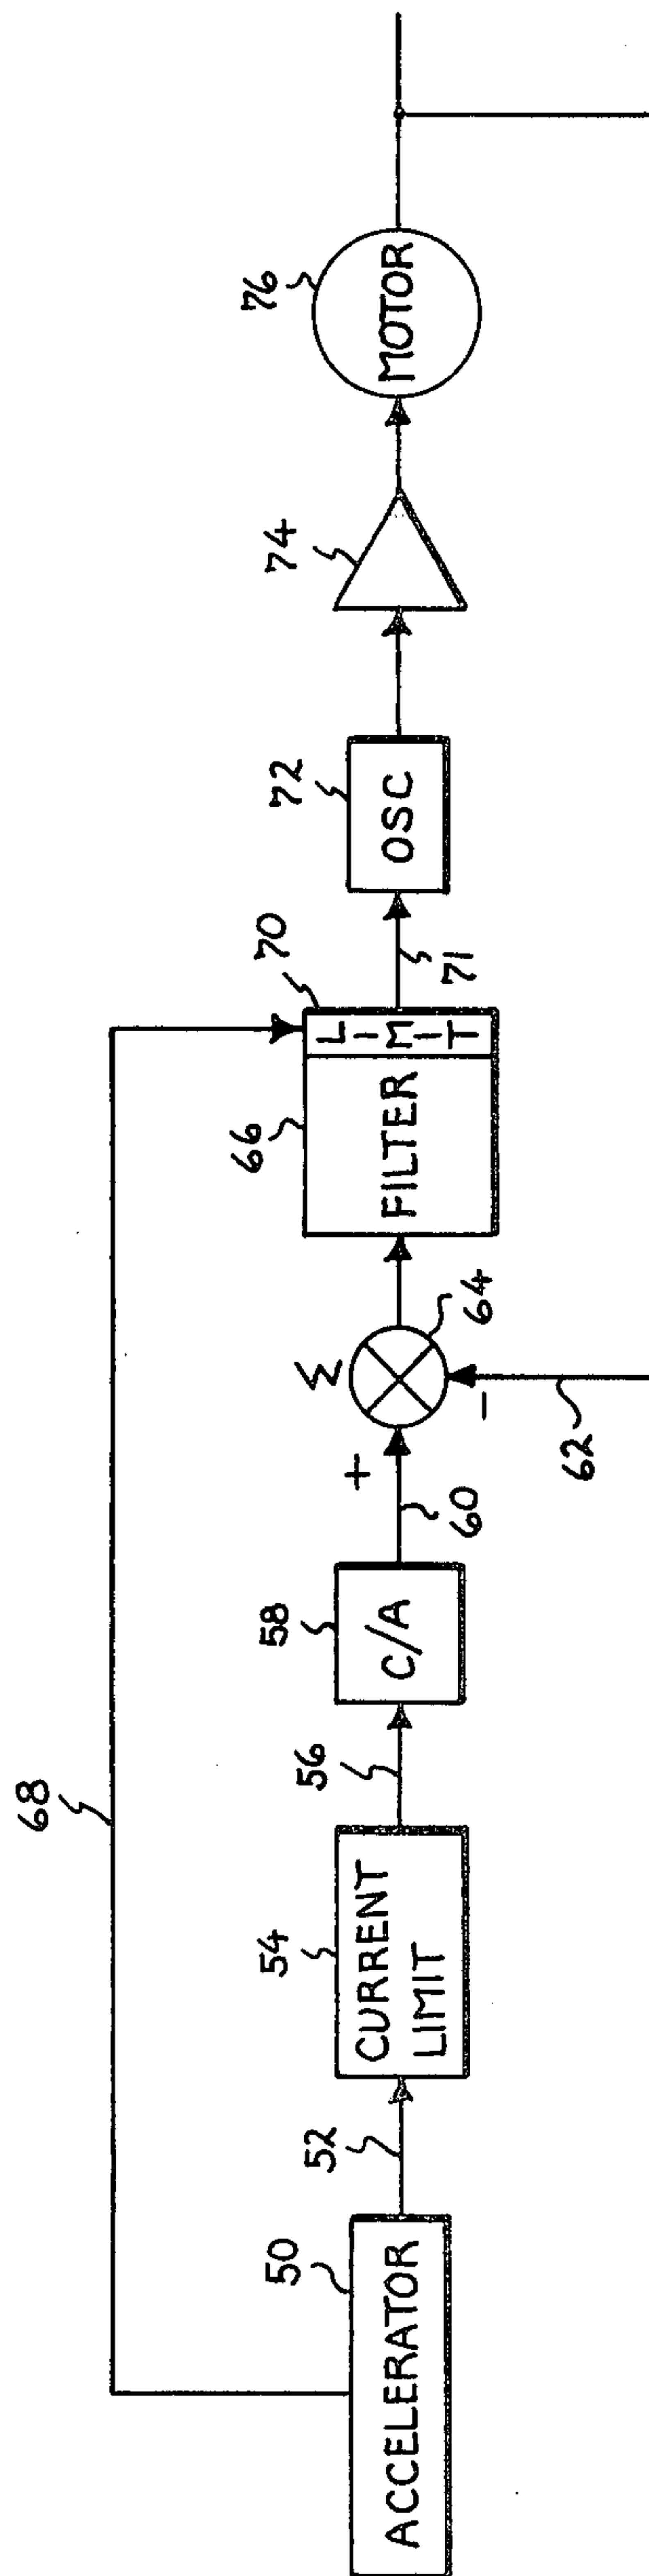 68
50
ACCELERATOR
52
54
CURRENT
LIMIT
56
58
C/A
60
+
Σ
64
−
62
66
FILTER
70
LIMIT
71
72
OSC
74
76
MOTOR